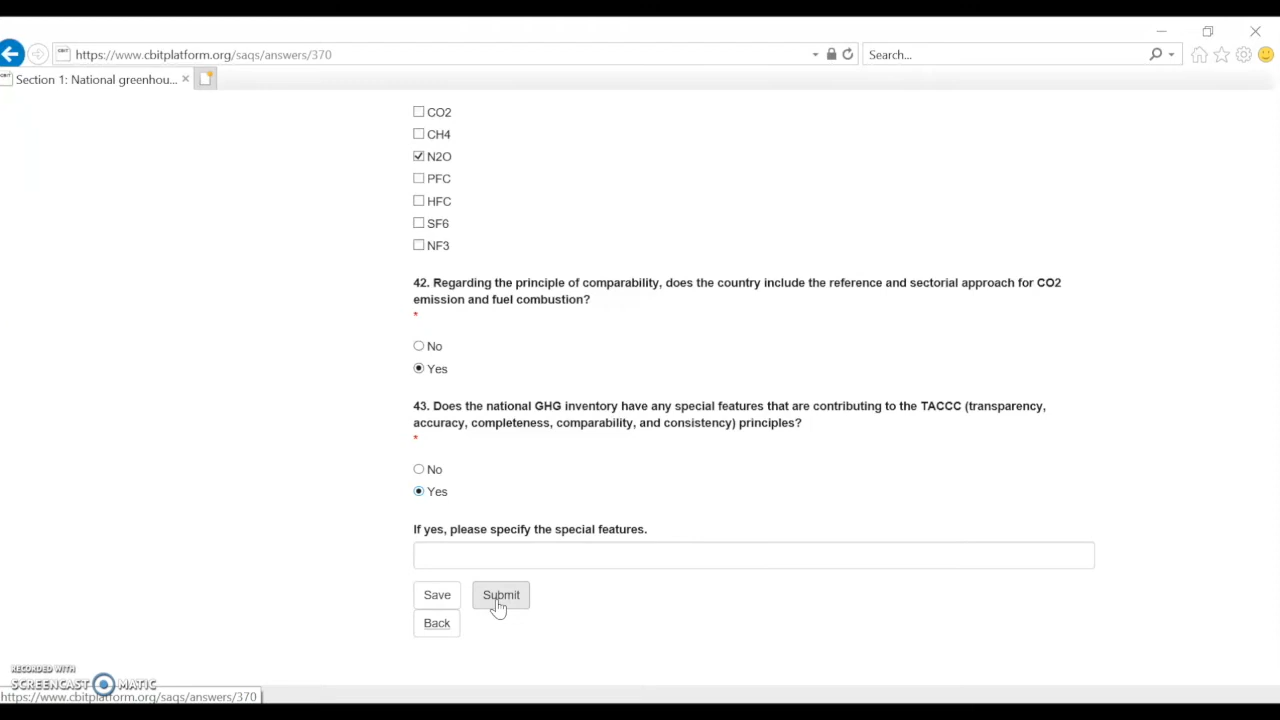 https://www.cbitplatform.org/saqs/answers/370
Search...
Section 1: National greenhou...
CO2
CH4
N2O
PFC
HFC
SF6
NF3
42. Regarding the principle of comparability, does the country include the reference and sectorial approach for CO2
emission and fuel combustion?
*
No
Yes
43. Does the national GHG inventory have any special features that are contributing to the TACCC (transparency,
accuracy, completeness, comparability, and consistency) principles?
*
No
Yes
If yes, please specify the special features.
Save
Submit
Back
RECORDED WITH
SCREENCAST MATIC
https://www.cbitplatform.org/saqs/answers/370